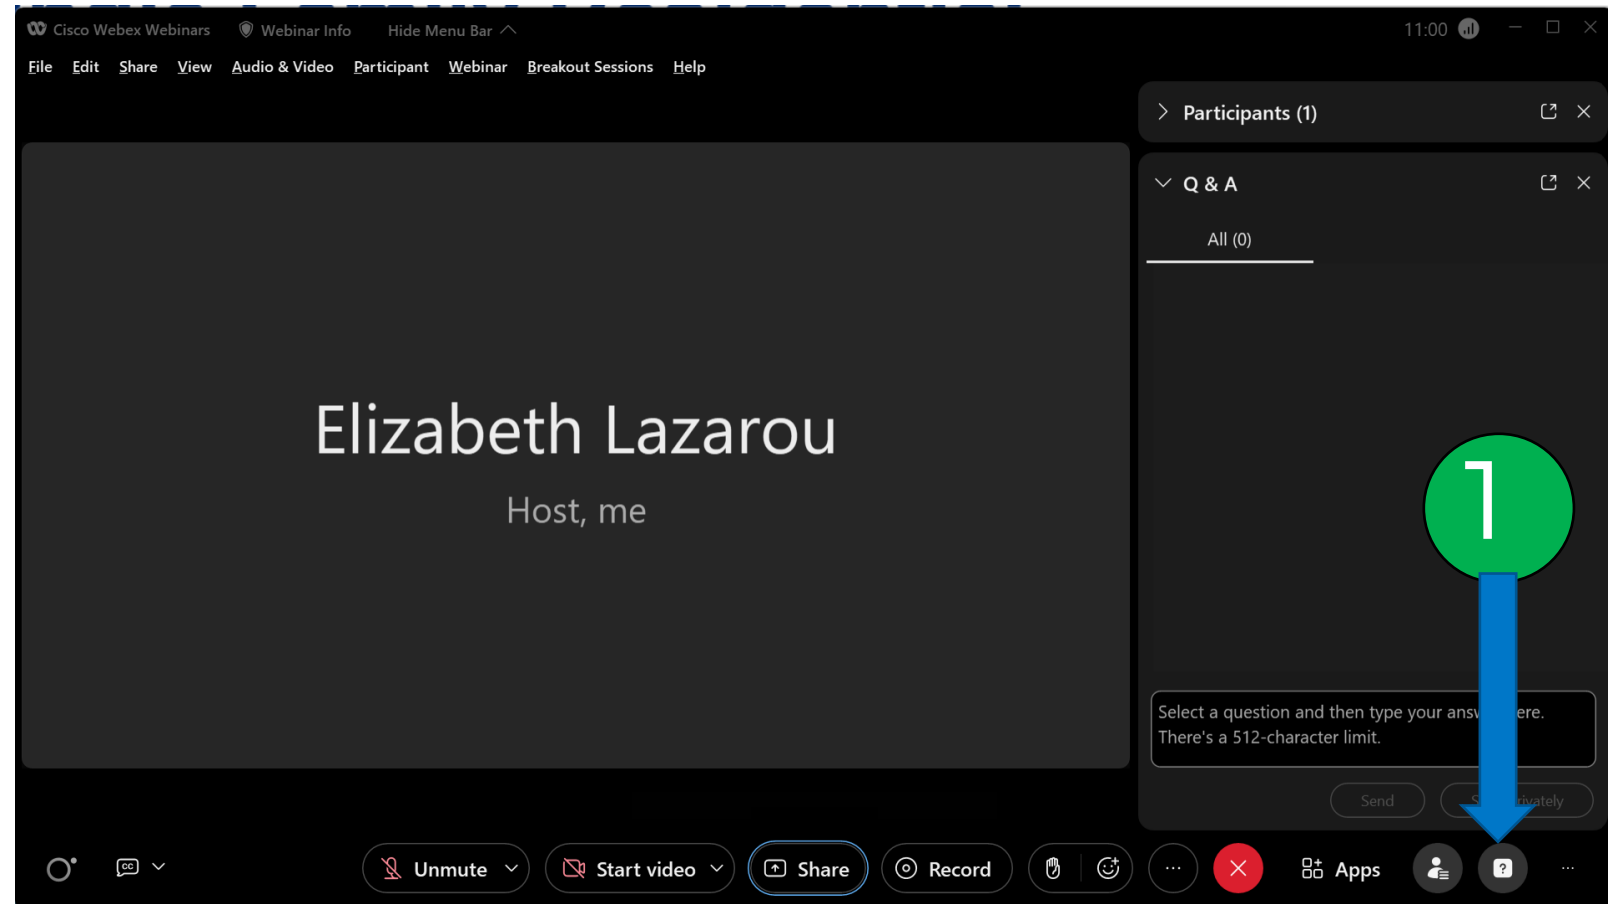 Cisco Webex Webinars Webinar Info Hide Menu Bar 11:00
File Edit Share View Audio & Video Participant Webinar Breakout Sessions Help
Participants (1)
Q & A
All (0)
Elizabeth Lazarou
Host, me
1
Select a question and then type your ere.
There's a 512-character limit.
Send
CC Unmute Start video Share Record Apps ?